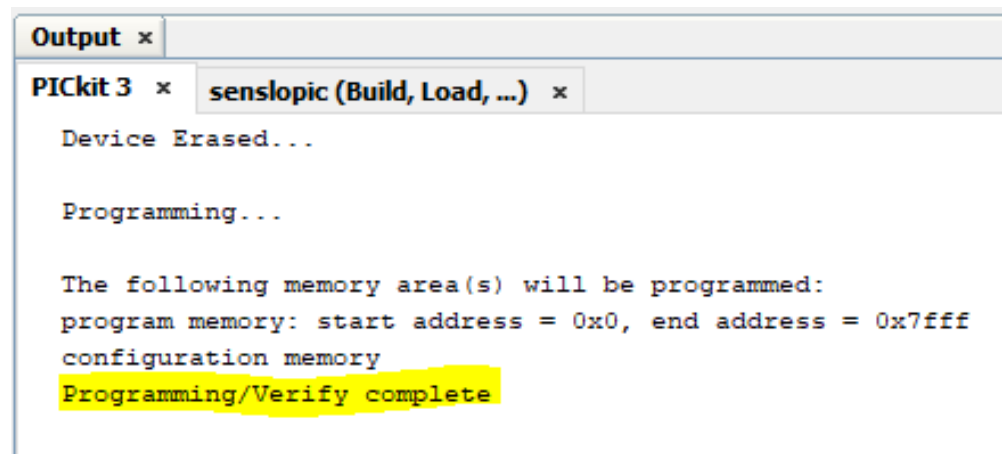 Output ×
PICkit 3 × senslopic (Build, Load, ...) ×
Device Erased...
Programming...
The following memory area(s) will be programmed:
program memory: start address = 0x0, end address = 0x7fff
configuration memory
Programming/Verify complete